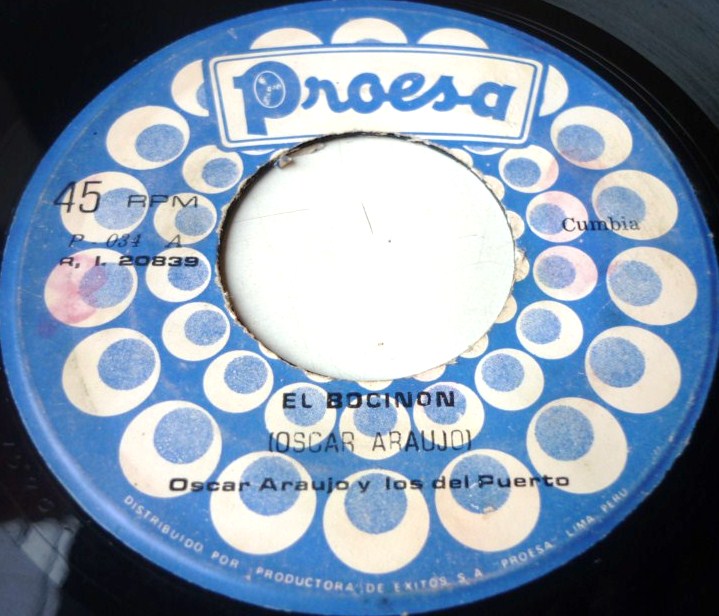 Proesa
45 RPM
Cumbia
P - 034 A
R, I. 20839
EL BOCINON
(OSCAR ARAUJO)
Oscar Araujo y los del Puerto
DISTRIBUIDO POR PRODUCTORA DE EXITOS S.A. "PROESA" LIMA, PERU